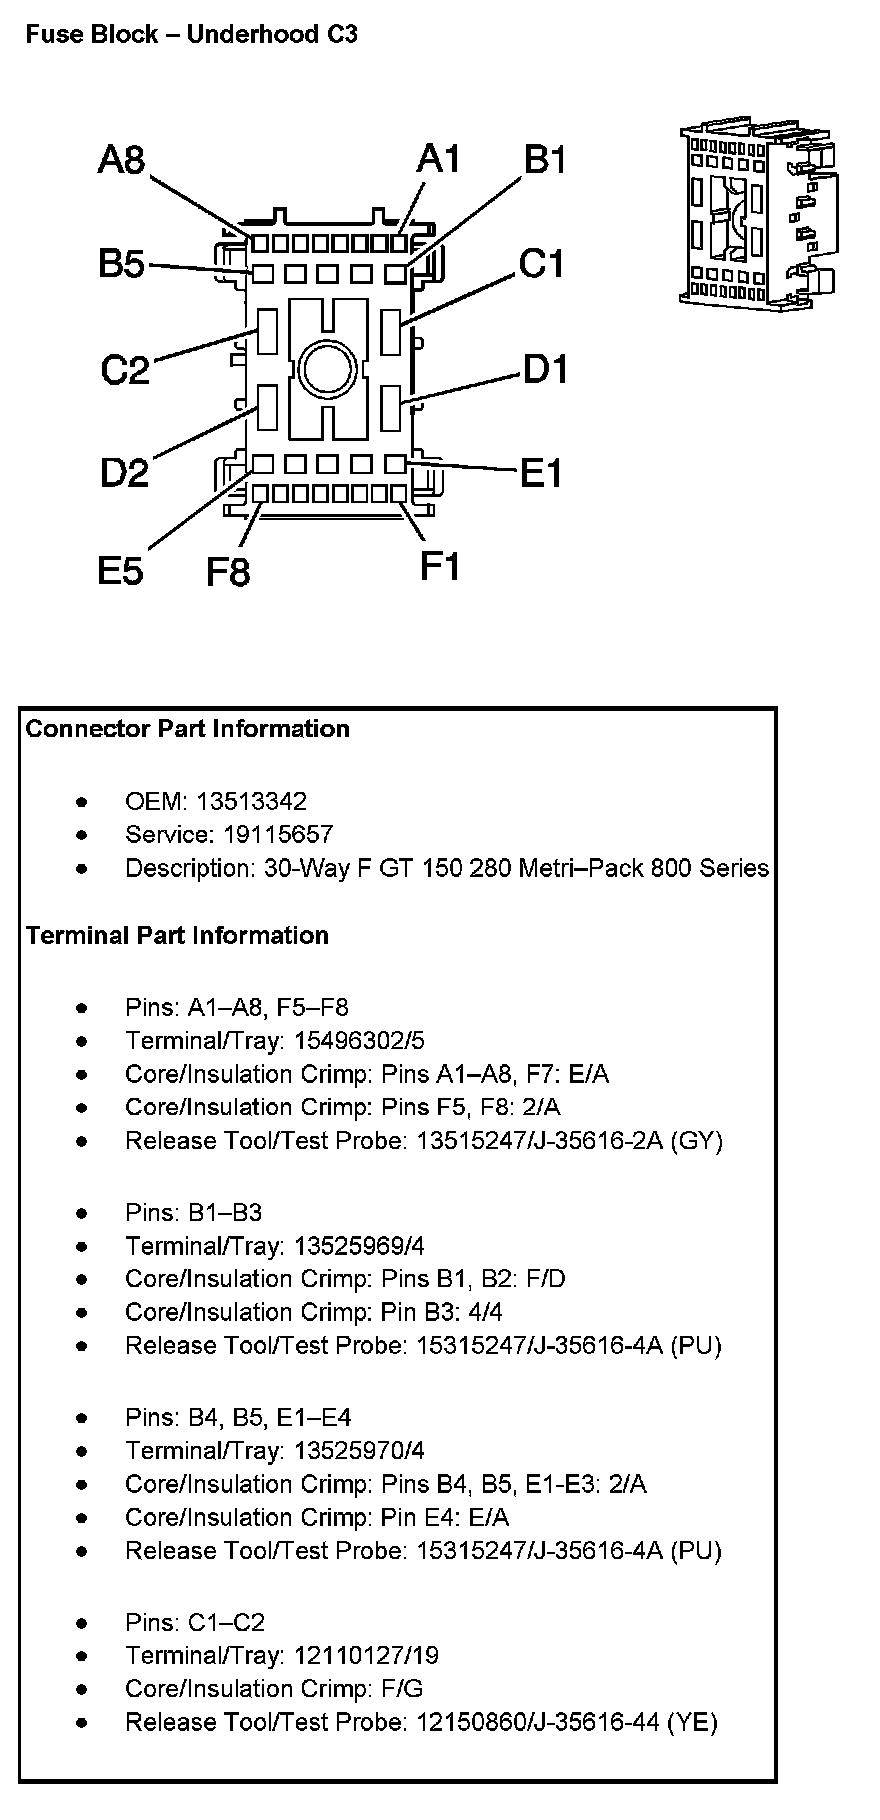 Fuse Block – Underhood C3
A8
A1
B1
B5
C1
C2
D1
D2
E1
E5
F8
F1
Connector Part Information
● OEM: 13513342
● Service: 19115657
● Description: 30-Way F GT 150 280 Metri–Pack 800 Series
Terminal Part Information
● Pins: A1–A8, F5–F8
● Terminal/Tray: 15496302/5
● Core/Insulation Crimp: Pins A1–A8, F7: E/A
● Core/Insulation Crimp: Pins F5, F8: 2/A
● Release Tool/Test Probe: 13515247/J-35616-2A (GY)
● Pins: B1–B3
● Terminal/Tray: 13525969/4
● Core/Insulation Crimp: Pins B1, B2: F/D
● Core/Insulation Crimp: Pin B3: 4/4
● Release Tool/Test Probe: 15315247/J-35616-4A (PU)
● Pins: B4, B5, E1–E4
● Terminal/Tray: 13525970/4
● Core/Insulation Crimp: Pins B4, B5, E1-E3: 2/A
● Core/Insulation Crimp: Pin E4: E/A
● Release Tool/Test Probe: 15315247/J-35616-4A (PU)
● Pins: C1–C2
● Terminal/Tray: 12110127/19
● Core/Insulation Crimp: F/G
● Release Tool/Test Probe: 12150860/J-35616-44 (YE)